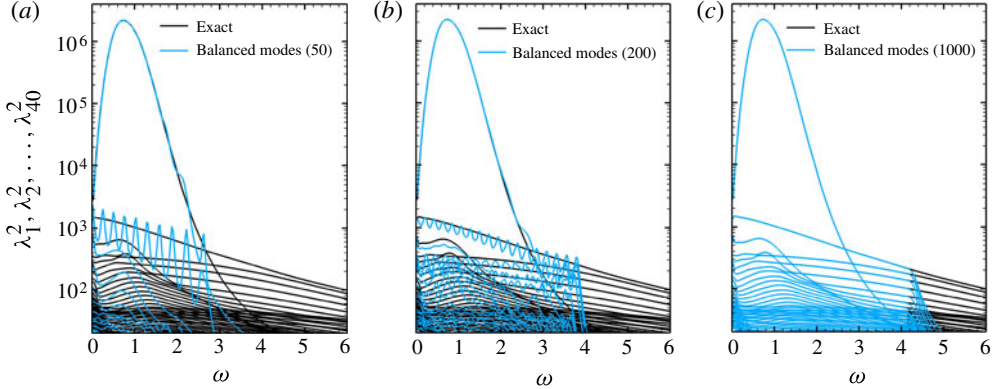 (a) (b) (c)
Exact Exact Exact
Balanced modes (50) Balanced modes (200) Balanced modes (1000)
λ₁², λ₂², . . . . , λ₄₀²
10⁶
10⁵
10⁴
10³
10²
0 1 2 3 4 5 6 0 1 2 3 4 5 6 0 1 2 3 4 5 6
ω ω ω